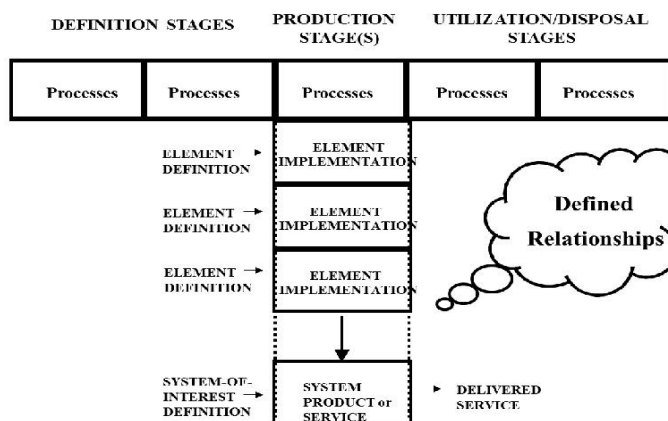 DEFINITION STAGES
PRODUCTION
STAGE(S)
UTILIZATION/DISPOSAL
STAGES
Processes
Processes
Processes
Processes
Processes
ELEMENT
DEFINITION
ELEMENT
IMPLEMENTATION
ELEMENT
DEFINITION
ELEMENT
IMPLEMENTATION
ELEMENT
DEFINITION
ELEMENT
IMPLEMENTATION
Defined
Relationships
SYSTEM-OF-
INTEREST
DEFINITION
SYSTEM
PRODUCT or
SERVICE
DELIVERED
SERVICE